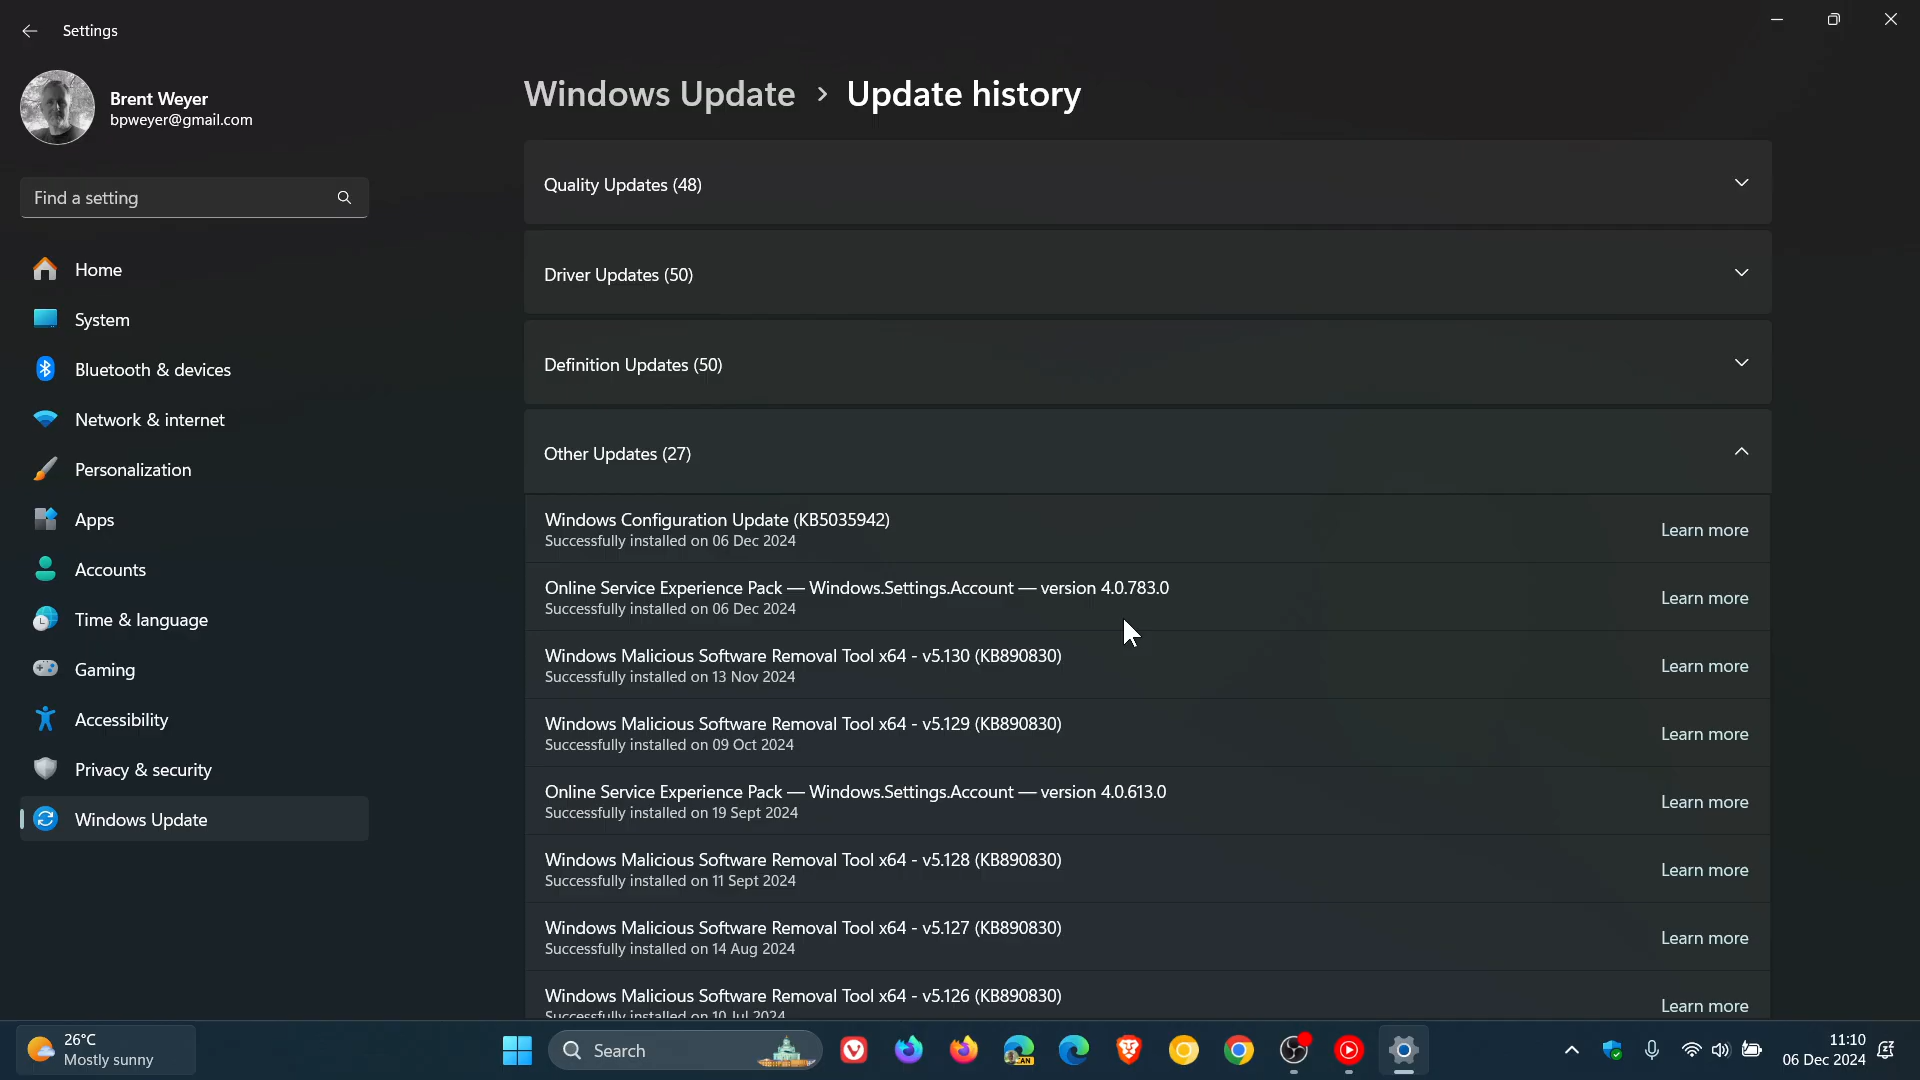 Settings
Brent Weyer
bpweyer@gmail.com
Find a setting
Home
System
Bluetooth & devices
Network & internet
Personalization
Apps
Accounts
Time & language
Gaming
Accessibility
Privacy & security
Windows Update
Windows Update > Update history
Quality Updates (48)
Driver Updates (50)
Definition Updates (50)
Other Updates (27)
Windows Configuration Update (KB5035942)
Successfully installed on 06 Dec 2024
Learn more
Online Service Experience Pack — Windows.Settings.Account — version 4.0.783.0
Successfully installed on 06 Dec 2024
Learn more
Windows Malicious Software Removal Tool x64 - v5.130 (KB890830)
Successfully installed on 13 Nov 2024
Learn more
Windows Malicious Software Removal Tool x64 - v5.129 (KB890830)
Successfully installed on 09 Oct 2024
Learn more
Online Service Experience Pack — Windows.Settings.Account — version 4.0.613.0
Successfully installed on 19 Sept 2024
Learn more
Windows Malicious Software Removal Tool x64 - v5.128 (KB890830)
Successfully installed on 11 Sept 2024
Learn more
Windows Malicious Software Removal Tool x64 - v5.127 (KB890830)
Successfully installed on 14 Aug 2024
Learn more
Windows Malicious Software Removal Tool x64 - v5.126 (KB890830)
Successfully installed on 10 Jul 2024
Learn more
26°C
Mostly sunny
Search
CAN
11:10
06 Dec 2024